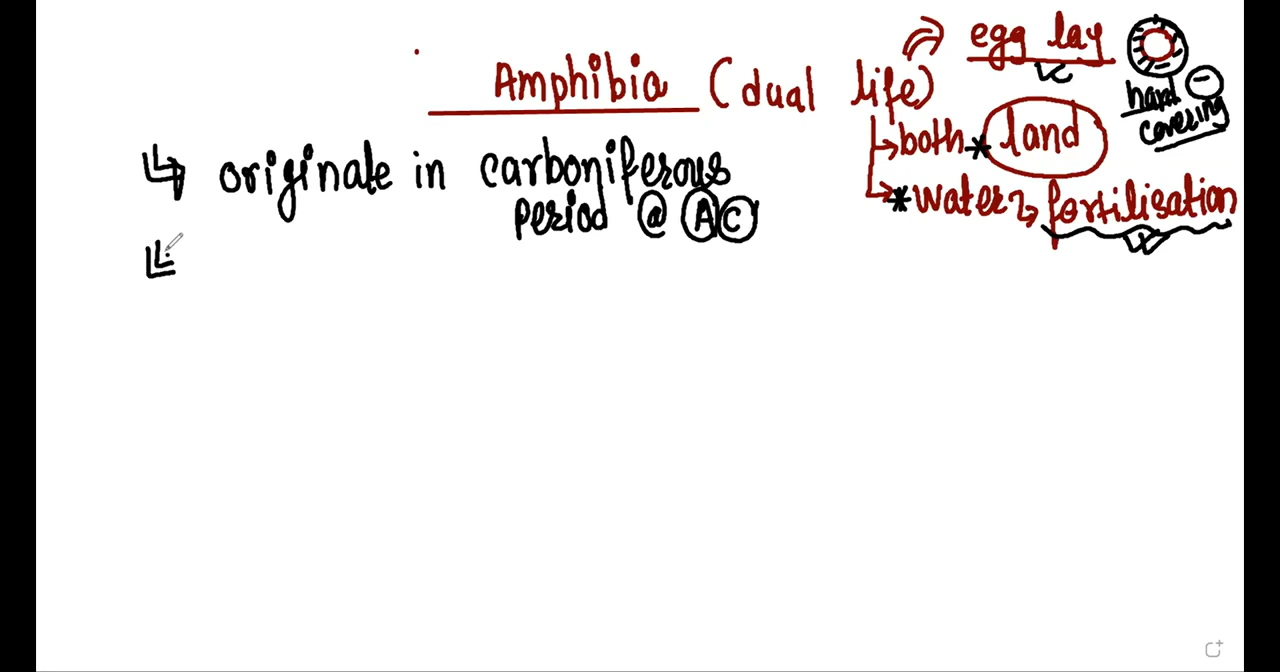 egg lay
Amphibia (dual life)
hard
covering
both * land
originate in carboniferous
period @ A C
* water → fertilisation